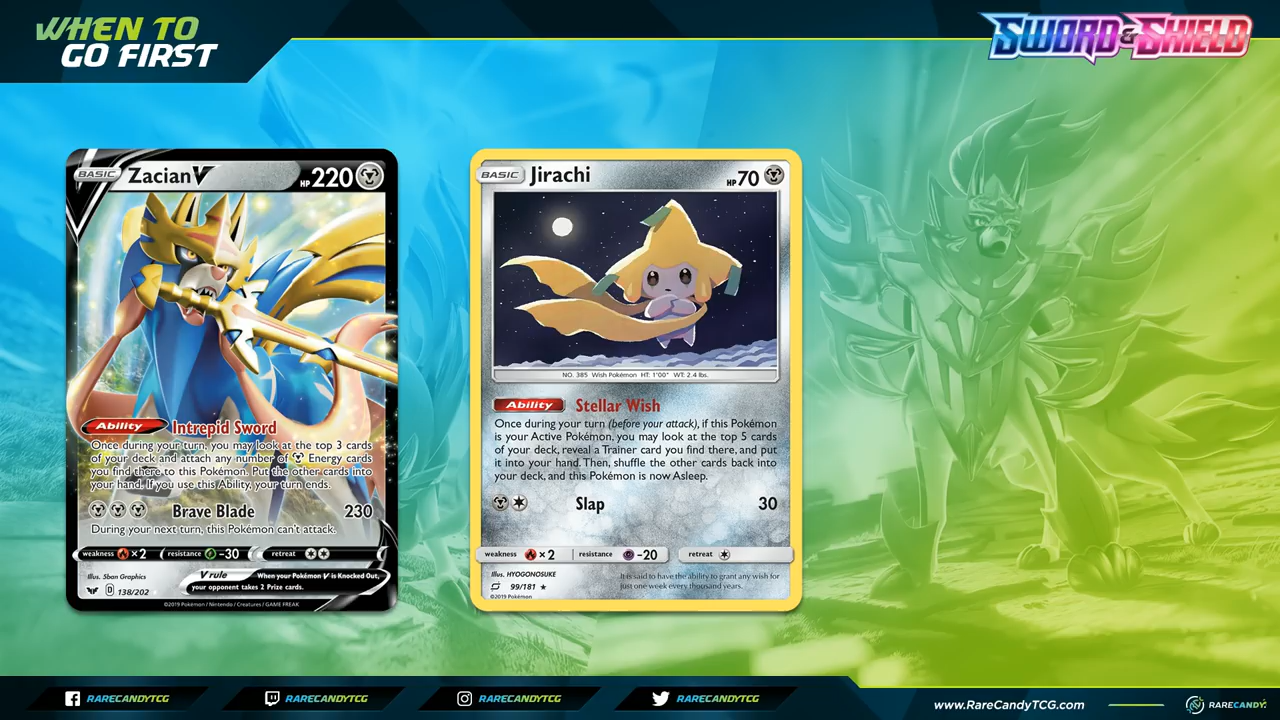 WHEN TO
GO FIRST
SWORD & SHIELD
BASIC Zacian V HP 220
Ability Intrepid Sword
Once during your turn, you may look at the top 3 cards
of your deck and attach any number of Energy cards
you find there to this Pokémon. Put the other cards into
your hand. If you use this Ability, your turn ends.
Brave Blade 230
During your next turn, this Pokémon can't attack.
weakness ×2 resistance -30 retreat
Illus. 5ban Graphics
D 138/202
V rule When your Pokémon V is Knocked Out,
your opponent takes 2 Prize cards.
©2019 Pokémon / Nintendo / Creatures / GAME FREAK
BASIC Jirachi HP 70
NO. 385 Wish Pokémon HT: 1'00" WT: 2.4 lbs.
Ability Stellar Wish
Once during your turn (before your attack), if this Pokémon
is your Active Pokémon, you may look at the top 5 cards
of your deck, reveal a Trainer card you find there, and put
it into your hand. Then, shuffle the other cards back into
your deck, and this Pokémon is now Asleep.
Slap 30
weakness ×2 resistance -20 retreat
Illus. HYOGONOSUKE
99/181 ★
©2019 Pokémon
It is said to have the ability to grant any wish for
just one week every thousand years.
RARECANDYTCG RARECANDYTCG RARECANDYTCG RARECANDYTCG www.RareCandyTCG.com RARECANDY.